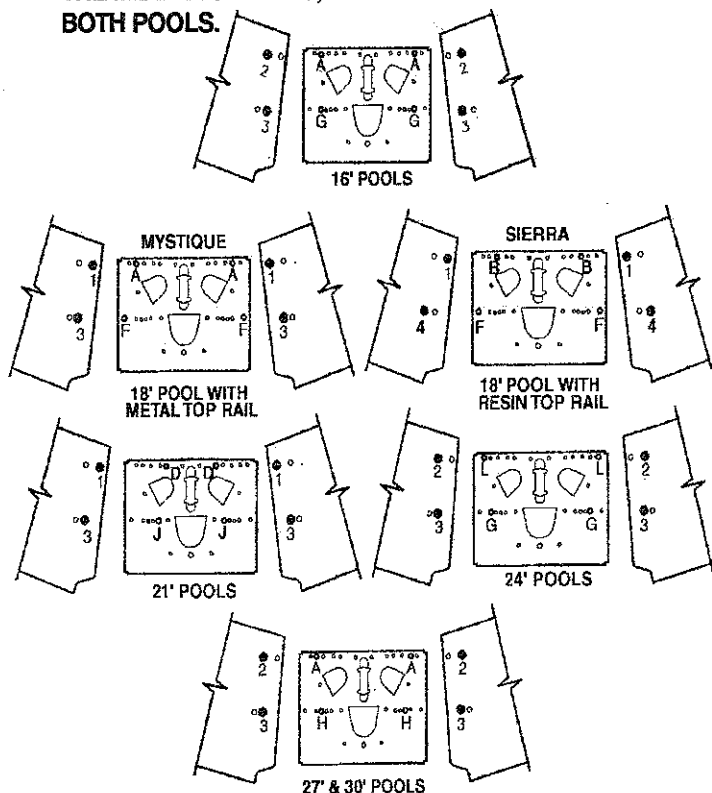 BOTH POOLS.
2 A A 2
3 G G 3
16' POOLS
MYSTIQUE
1 A A 1
3 F F 3
18' POOL WITH
METAL TOP RAIL
SIERRA
1 B B 1
4 F F 4
18' POOL WITH
RESIN TOP RAIL
1 D D 1
3 J J 3
21' POOLS
2 L L 2
3 G G 3
24' POOLS
2 A A 2
3 H H 3
27' & 30' POOLS